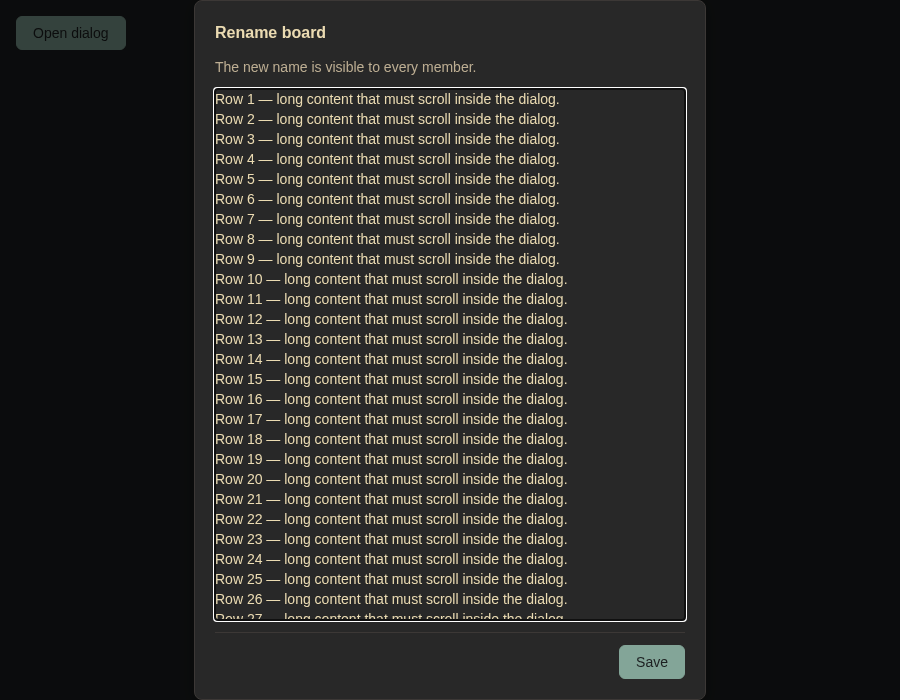 Open dialog
Rename board
The new name is visible to every member.
Row 1 — long content that must scroll inside the dialog.
Row 2 — long content that must scroll inside the dialog.
Row 3 — long content that must scroll inside the dialog.
Row 4 — long content that must scroll inside the dialog.
Row 5 — long content that must scroll inside the dialog.
Row 6 — long content that must scroll inside the dialog.
Row 7 — long content that must scroll inside the dialog.
Row 8 — long content that must scroll inside the dialog.
Row 9 — long content that must scroll inside the dialog.
Row 10 — long content that must scroll inside the dialog.
Row 11 — long content that must scroll inside the dialog.
Row 12 — long content that must scroll inside the dialog.
Row 13 — long content that must scroll inside the dialog.
Row 14 — long content that must scroll inside the dialog.
Row 15 — long content that must scroll inside the dialog.
Row 16 — long content that must scroll inside the dialog.
Row 17 — long content that must scroll inside the dialog.
Row 18 — long content that must scroll inside the dialog.
Row 19 — long content that must scroll inside the dialog.
Row 20 — long content that must scroll inside the dialog.
Row 21 — long content that must scroll inside the dialog.
Row 22 — long content that must scroll inside the dialog.
Row 23 — long content that must scroll inside the dialog.
Row 24 — long content that must scroll inside the dialog.
Row 25 — long content that must scroll inside the dialog.
Row 26 — long content that must scroll inside the dialog.
Row 27 — long content that must scroll inside the dialog.
Save